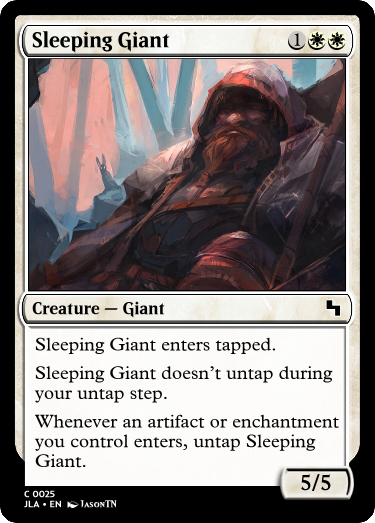 Sleeping Giant 1
Creature — Giant
Sleeping Giant enters tapped.
Sleeping Giant doesn't untap during
your untap step.
Whenever an artifact or enchantment
you control enters, untap Sleeping
Giant.
5/5
C 0025
JLA • EN JASONTN